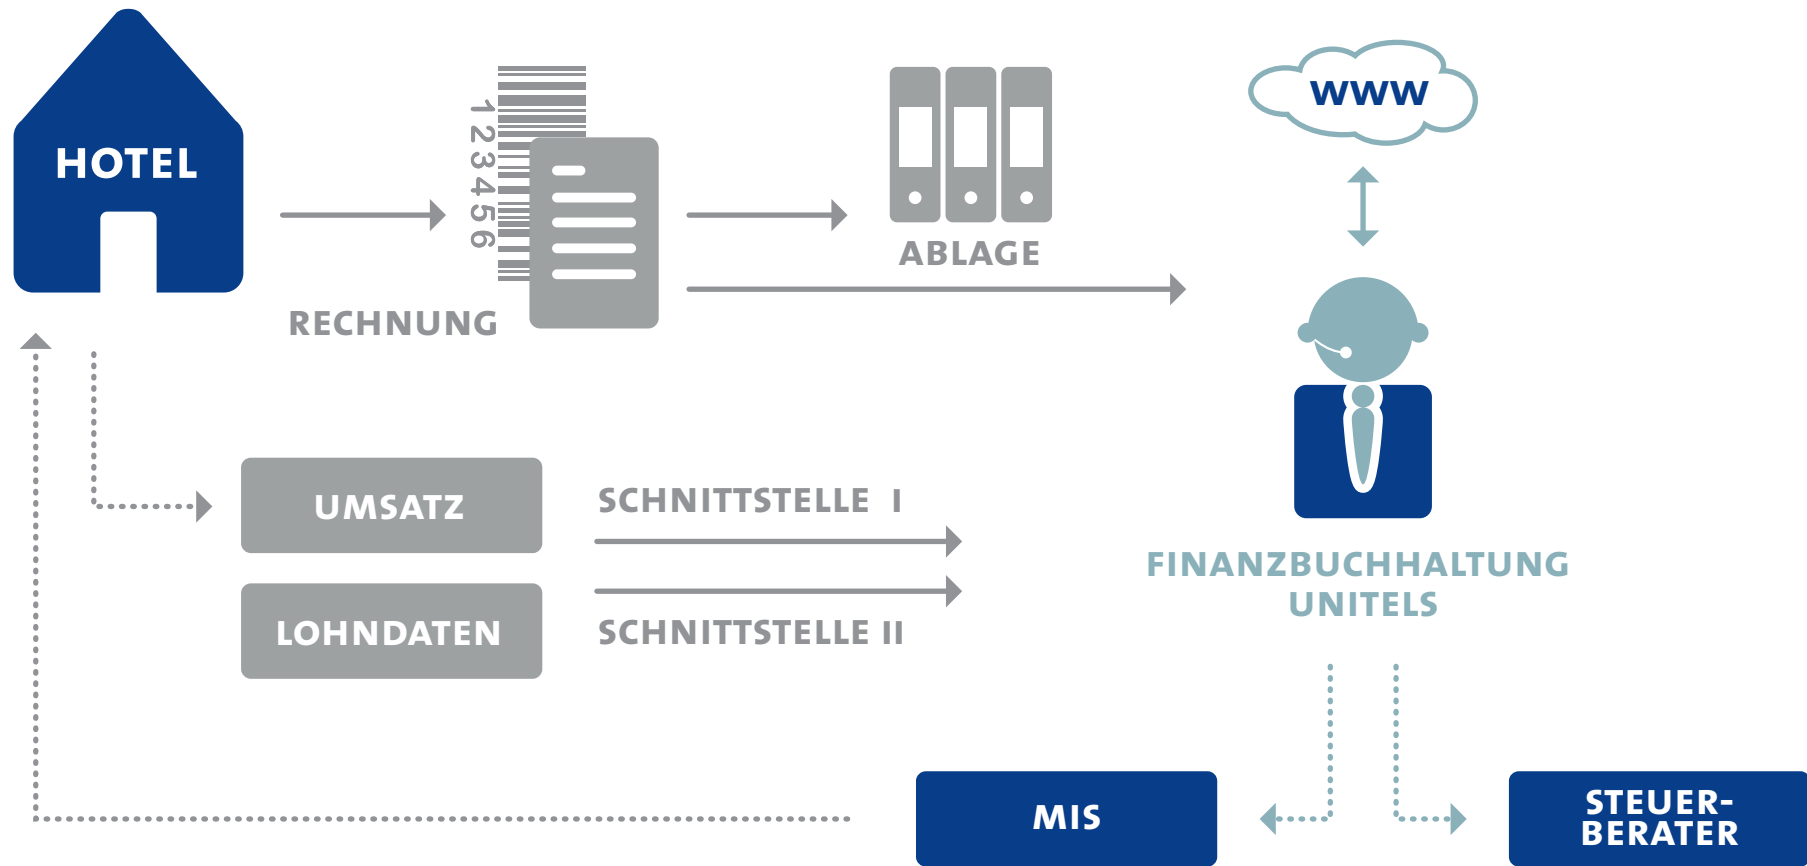 HOTEL
123456
RECHNUNG
ABLAGE
WWW
UMSATZ
SCHNITTSTELLE I
LOHNDATEN
SCHNITTSTELLE II
FINANZBUCHHALTUNG
UNITELS
MIS
STEUER-
BERATER